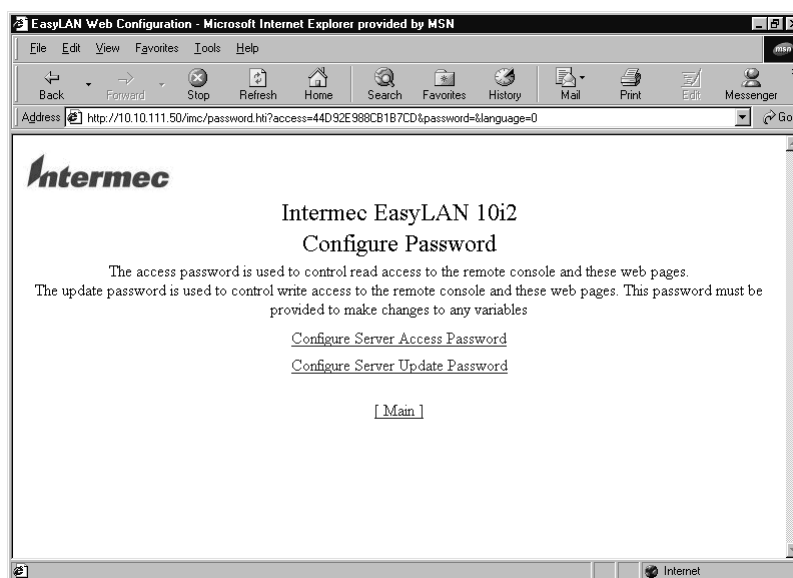 EasyLAN Web Configuration - Microsoft Internet Explorer provided by MSN
File Edit View Favorites Tools Help
msn
Back Forward Stop Refresh Home Search Favorites History Mail Print Edit Messenger
Address http://10.10.111.50/imc/password.hti?access=44D92E988CB1B7CD&password=&language=0 Go
Intermec
Intermec EasyLAN 10i2
Configure Password
The access password is used to control read access to the remote console and these web pages.
The update password is used to control write access to the remote console and these web pages. This password must be
provided to make changes to any variables
Configure Server Access Password
Configure Server Update Password
[ Main ]
Internet